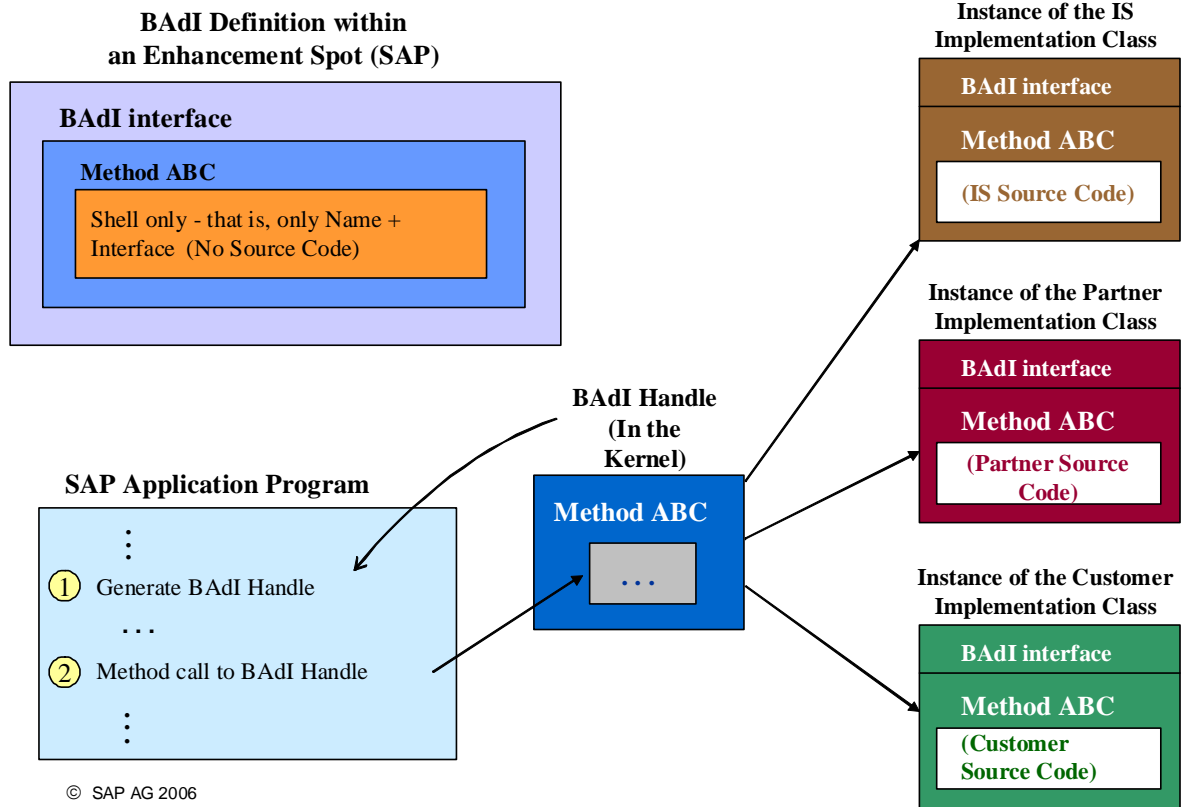 BAdI Definition within
an Enhancement Spot (SAP)
BAdI interface
Method ABC
Shell only - that is, only Name +
Interface (No Source Code)
SAP Application Program
⋮
1 Generate BAdI Handle
...
2 Method call to BAdI Handle
⋮
© SAP AG 2006
BAdI Handle
(In the
Kernel)
Method ABC
...
Instance of the IS
Implementation Class
BAdI interface
Method ABC
(IS Source Code)
Instance of the Partner
Implementation Class
BAdI interface
Method ABC
(Partner Source
Code)
Instance of the Customer
Implementation Class
BAdI interface
Method ABC
(Customer
Source Code)